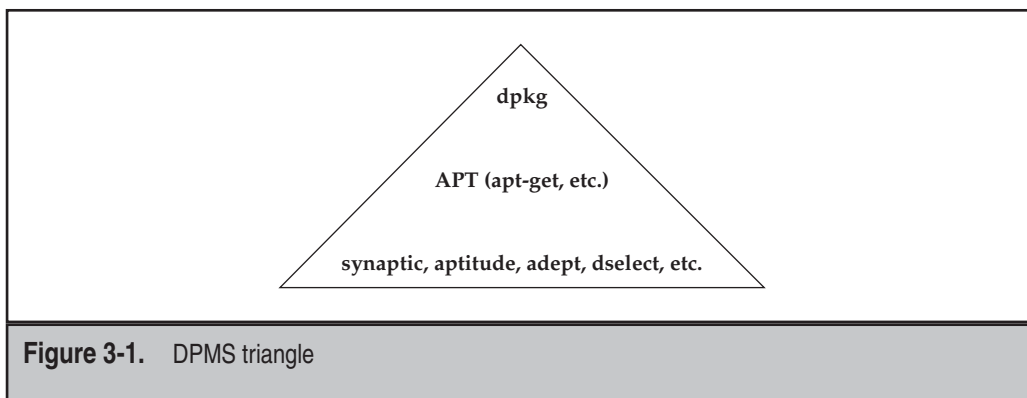 dpkg
APT (apt-get, etc.)
synaptic, aptitude, adept, dselect, etc.
Figure 3-1. DPMS triangle